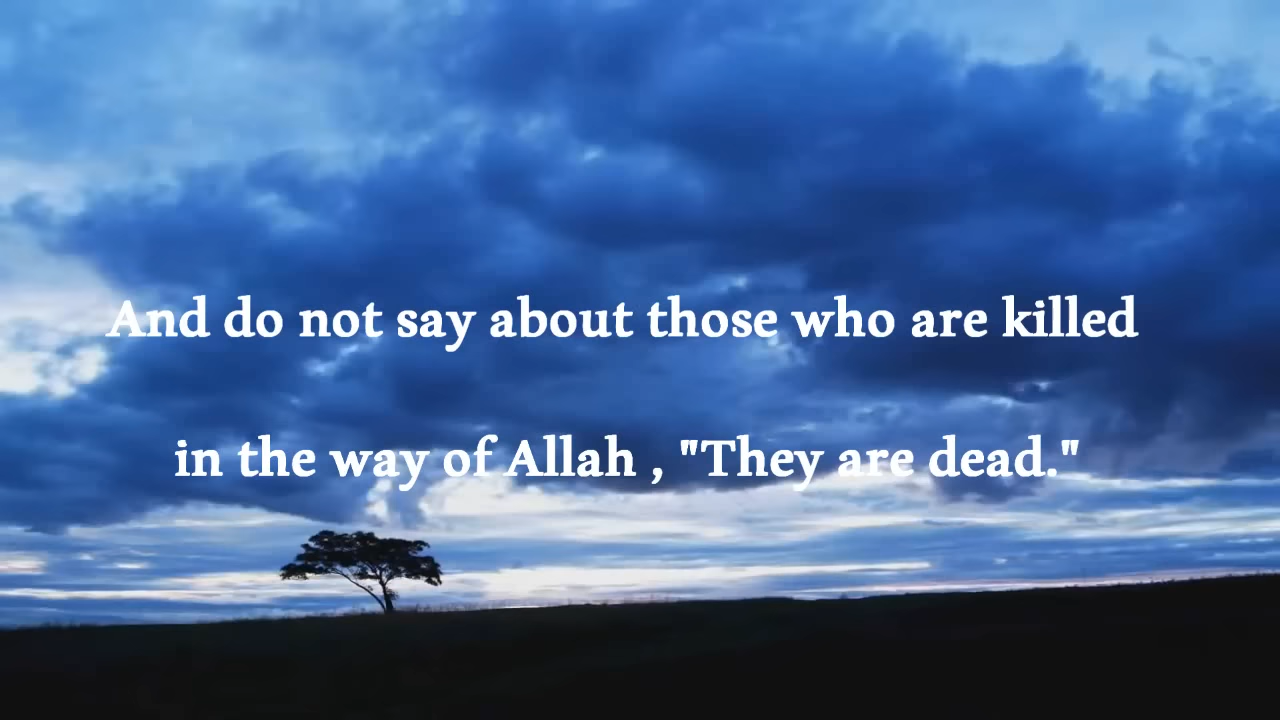 And do not say about those who are killed
in the way of Allah , "They are dead."